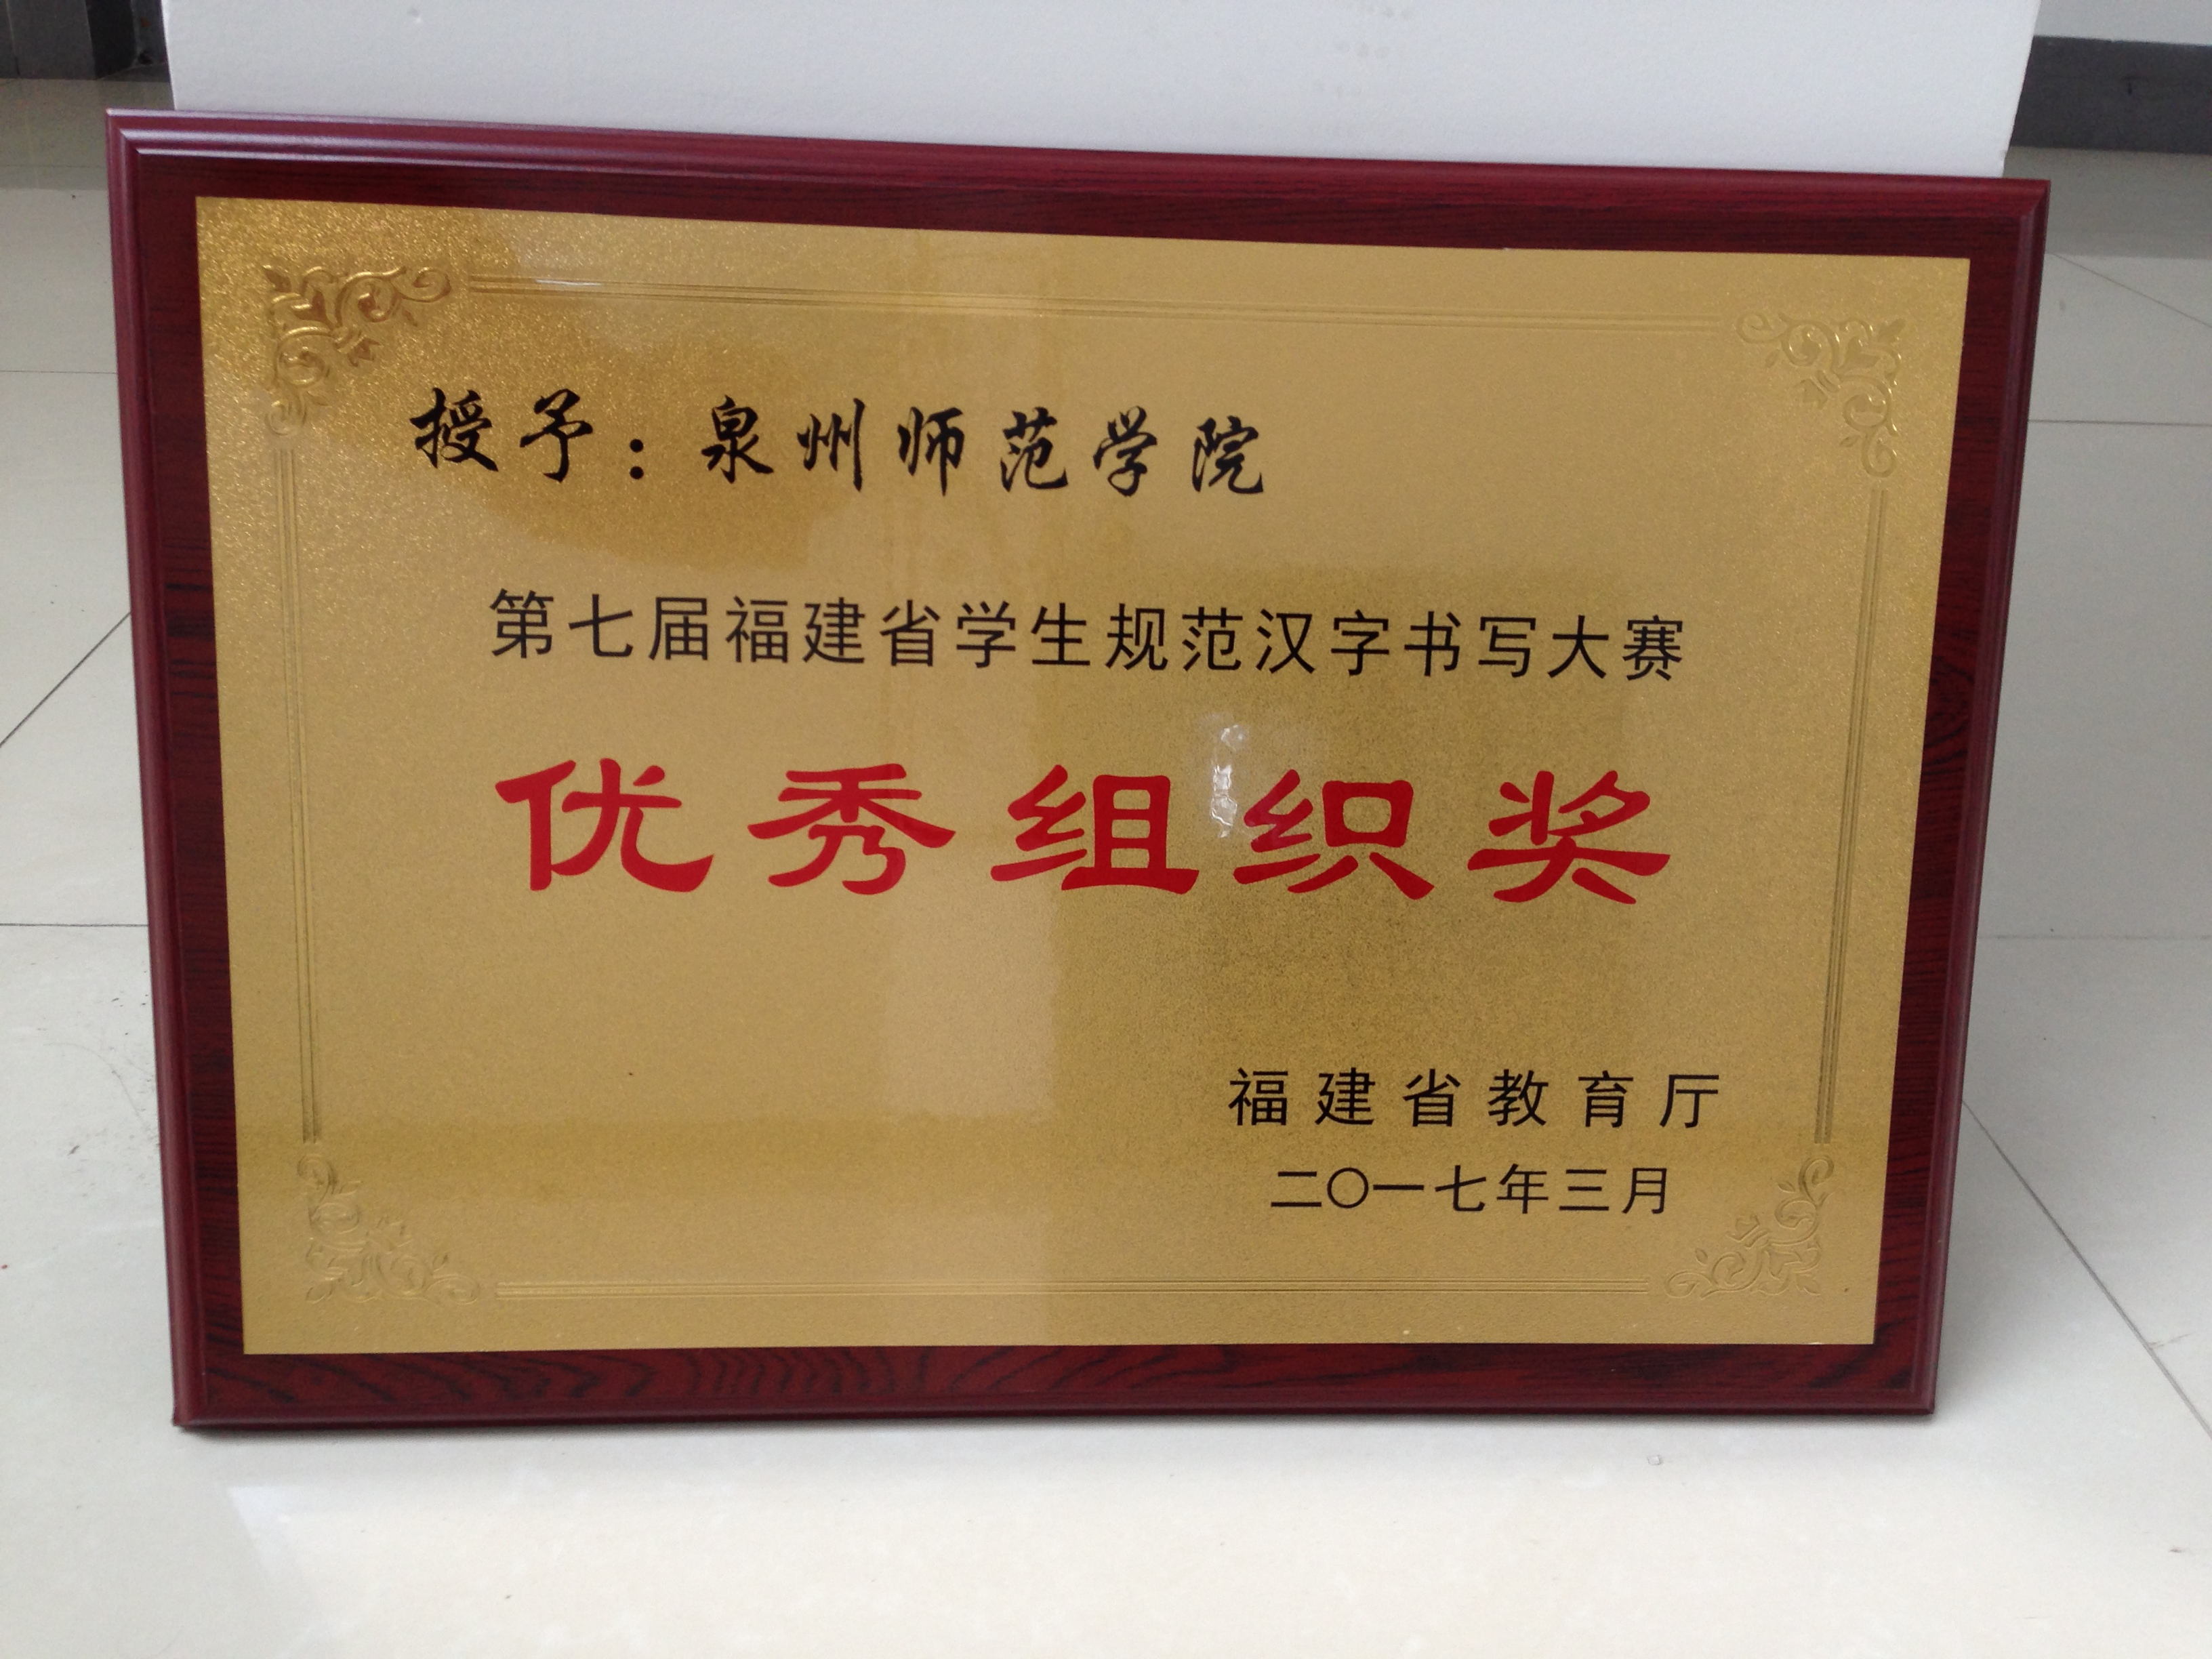 授予：泉州师范学院
第七届福建省学生规范汉字书写大赛
优秀组织奖
福建省教育厅
二〇一七年三月